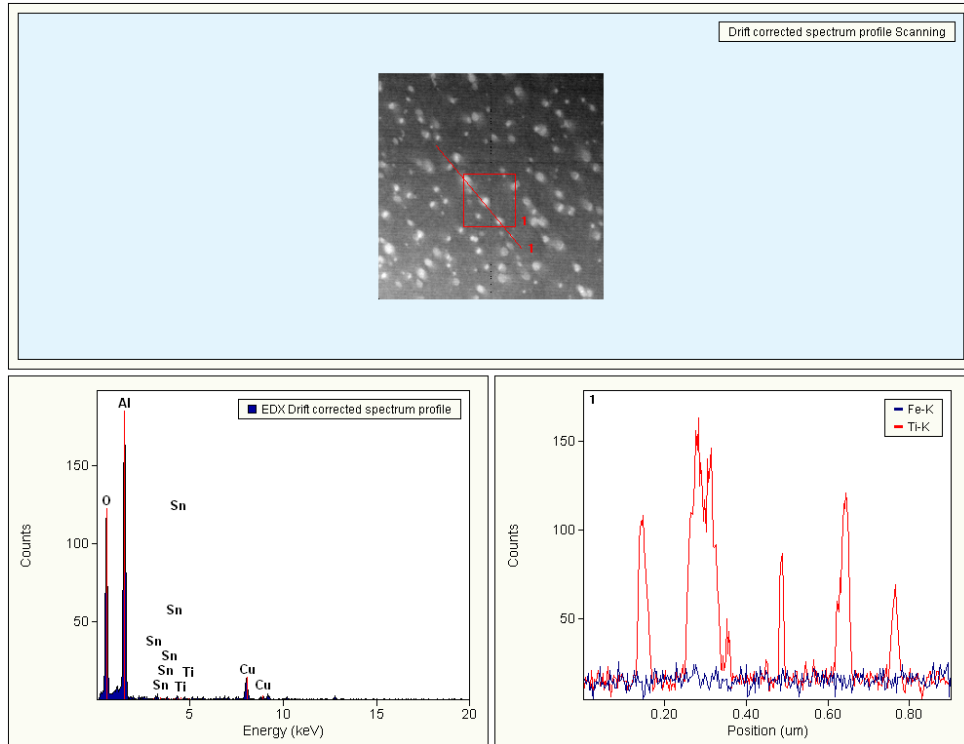 Drift corrected spectrum profile Scanning
1
1
EDX Drift corrected spectrum profile
Al
O
Sn
Sn
Sn
Sn
Sn
Ti
Sn
Ti
Cu
Cu
150
100
50
Counts
5
10
15
20
Energy (keV)
1
Fe-K
Ti-K
150
100
50
Counts
0.20
0.40
0.60
0.80
Position (um)